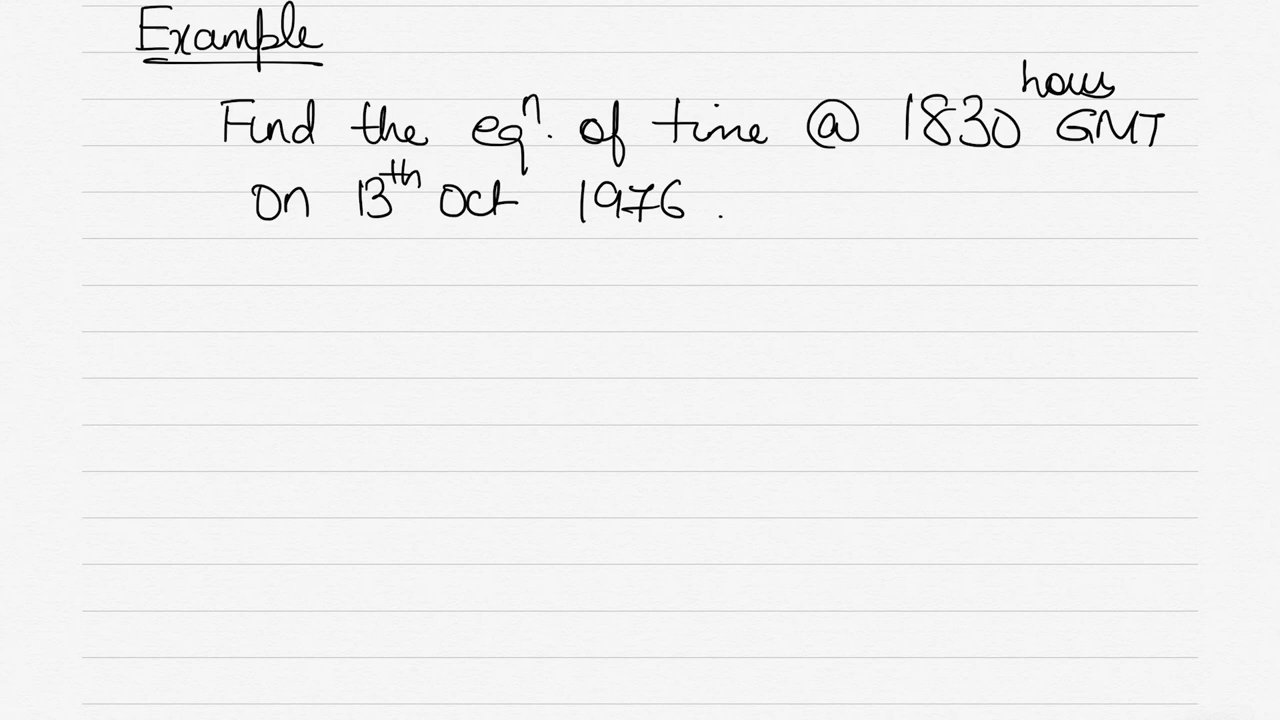 Example
Find the eqⁿ. of time @ 1830 hours GMT
on 13th Oct 1976.